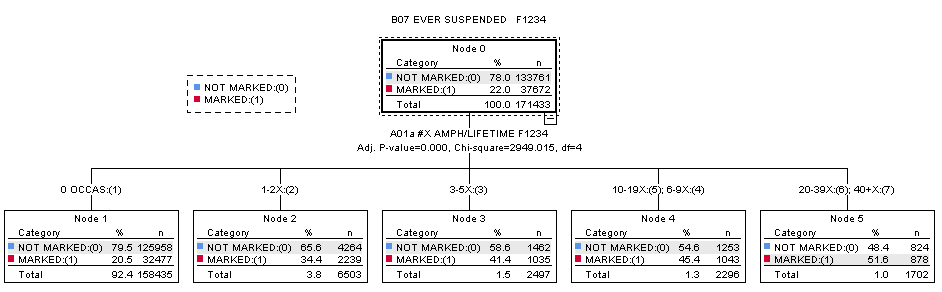 B07 EVER SUSPENDED F1234
Node 0
Category % n
NOT MARKED:(0) 78.0 133761
MARKED:(1) 22.0 37672
Total 100.0 171433
NOT MARKED:(0)
MARKED:(1)
A01a #X AMPH/LIFETIME F1234
Adj. P-value=0.000, Chi-square=2949.015, df=4
0 OCCAS:(1) 1-2X:(2) 3-5X:(3) 10-19X:(5); 6-9X:(4) 20-39X:(6); 40+X:(7)
Node 1
Category % n
NOT MARKED:(0) 79.5 125958
MARKED:(1) 20.5 32477
Total 92.4 158435
Node 2
Category % n
NOT MARKED:(0) 65.6 4264
MARKED:(1) 34.4 2239
Total 3.8 6503
Node 3
Category % n
NOT MARKED:(0) 58.6 1462
MARKED:(1) 41.4 1035
Total 1.5 2497
Node 4
Category % n
NOT MARKED:(0) 54.6 1253
MARKED:(1) 45.4 1043
Total 1.3 2296
Node 5
Category % n
NOT MARKED:(0) 48.4 824
MARKED:(1) 51.6 878
Total 1.0 1702